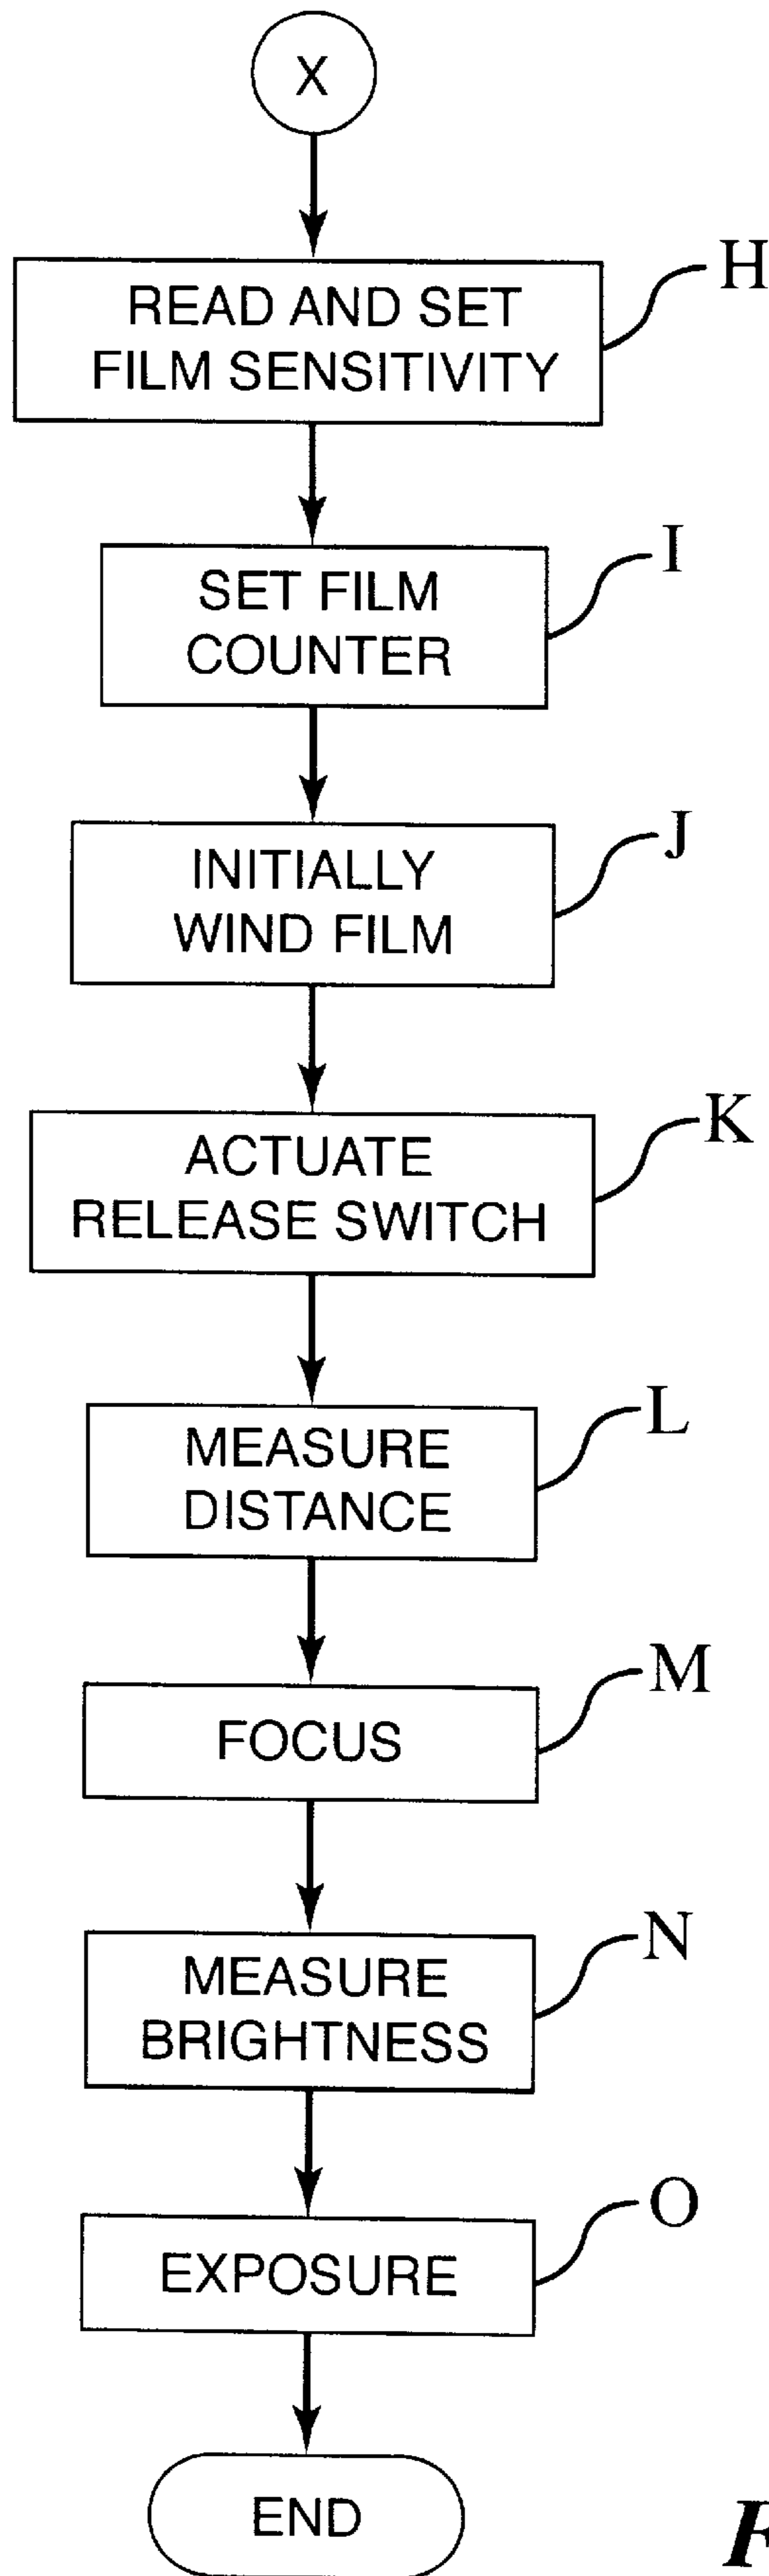 X
READ AND SET
FILM SENSITIVITY
H
SET FILM
COUNTER
I
INITIALLY
WIND FILM
J
ACTUATE
RELEASE SWITCH
K
MEASURE
DISTANCE
L
FOCUS
M
MEASURE
BRIGHTNESS
N
EXPOSURE
O
END
F